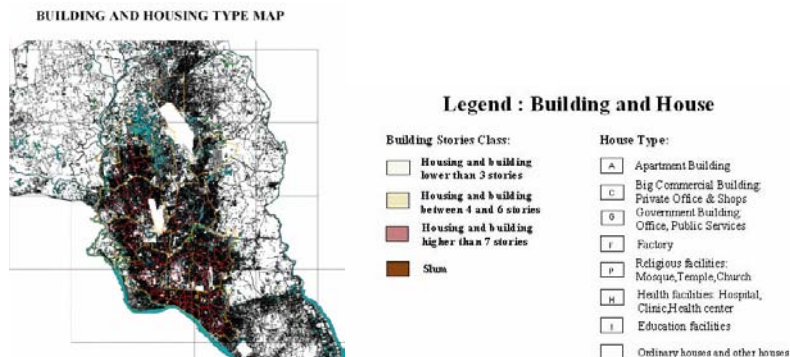 BUILDING AND HOUSING TYPE MAP
Legend : Building and House
Building Stories Class:
Housing and building
lower than 3 stories
Housing and building
between 4 and 6 stories
Housing and building
higher than 7 stories
Slum
House Type:
A Apartment Building
C Big Commercial Building:
Private Office & Shops
G Government Building:
Office, Public Services
F Factory
P Religious facilities:
Mosque,Temple,Church
H Health facilities: Hospital,
Clinic,Health center
I Education facilities
Ordinary houses and other houses